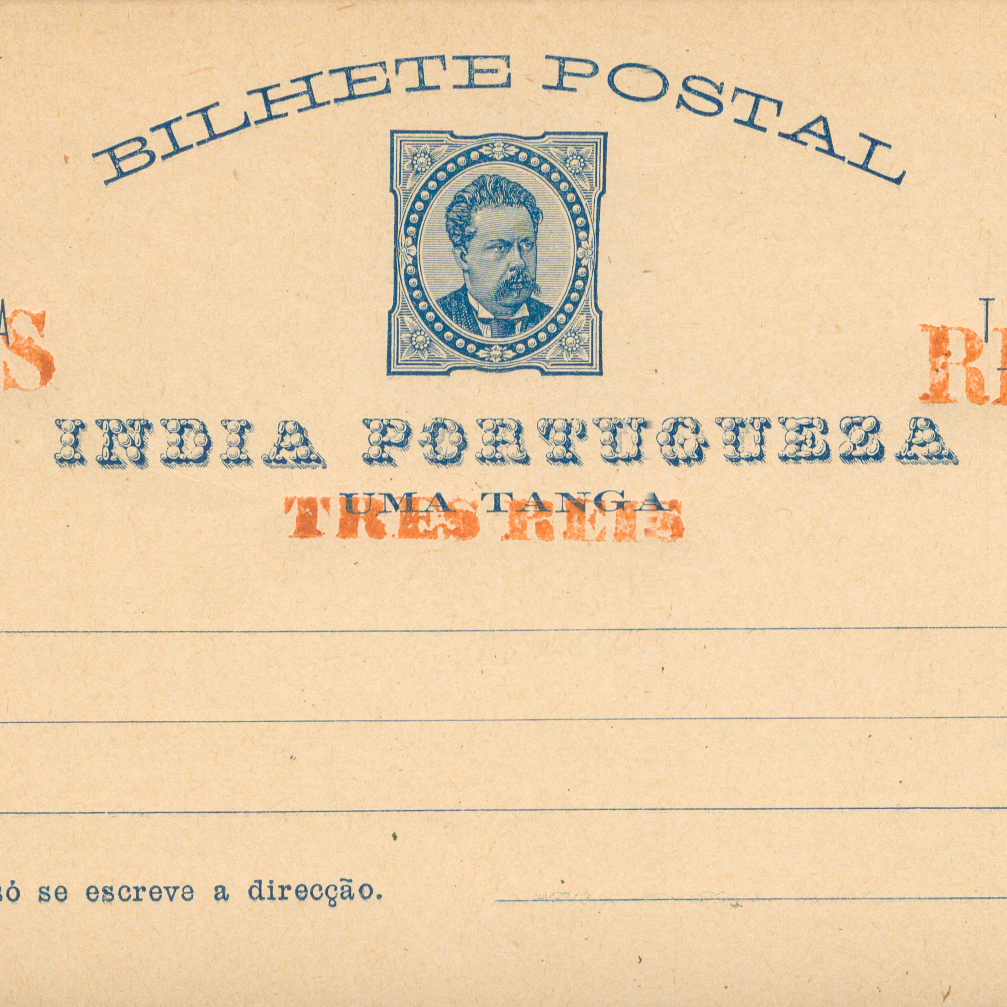 BILHETE POSTAL
INDIA PORTUGUEZA
UMA TANGA
TRES REIS
só se escreve a direcção.